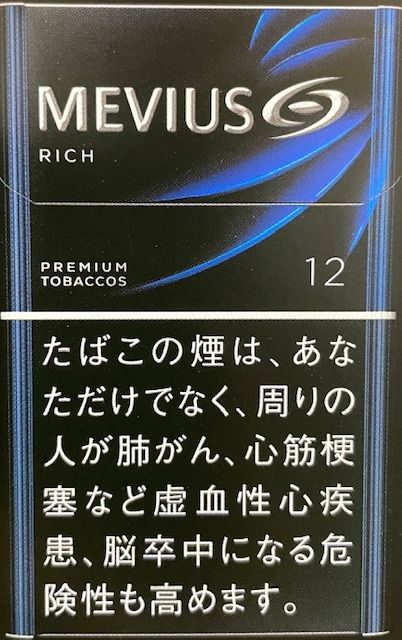 MEVIUS
RICH
PREMIUM
TOBACCOS
12
たばこの煙は、あな
ただけでなく、周りの
人が肺がん、心筋梗
塞など虚血性心疾
患、脳卒中になる危
険性も高めます。